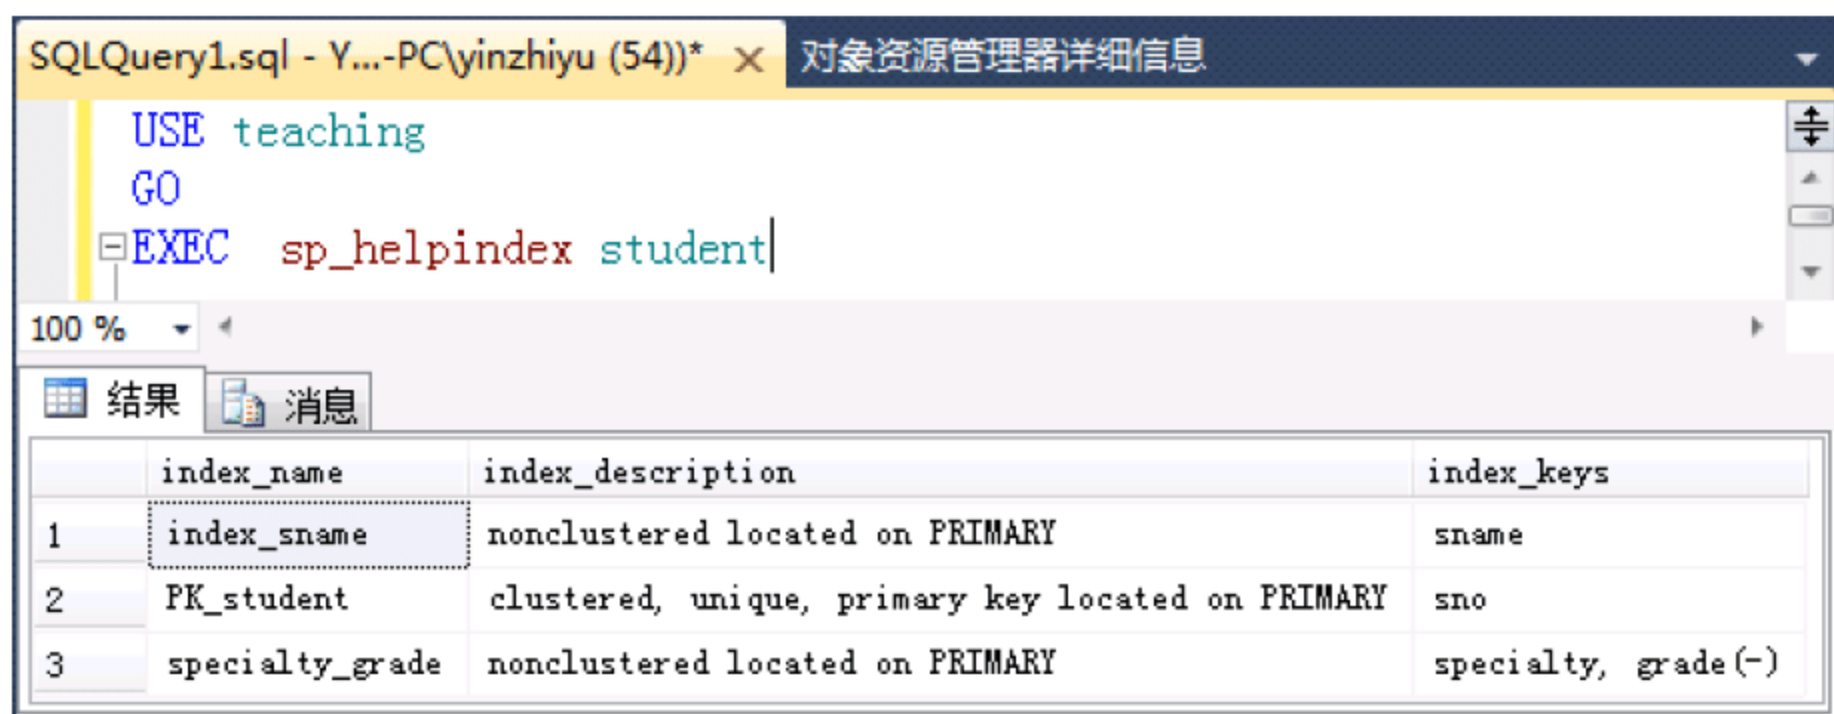 SQLQuery1.sql - Y...-PC\yinzhiyu (54))* 对象资源管理器详细信息
USE teaching
GO
EXEC sp_helpindex student
100 %
结果 消息
index_name index_description index_keys
1 index_sname nonclustered located on PRIMARY sname
2 PK_student clustered, unique, primary key located on PRIMARY sno
3 specialty_grade nonclustered located on PRIMARY specialty, grade(-)